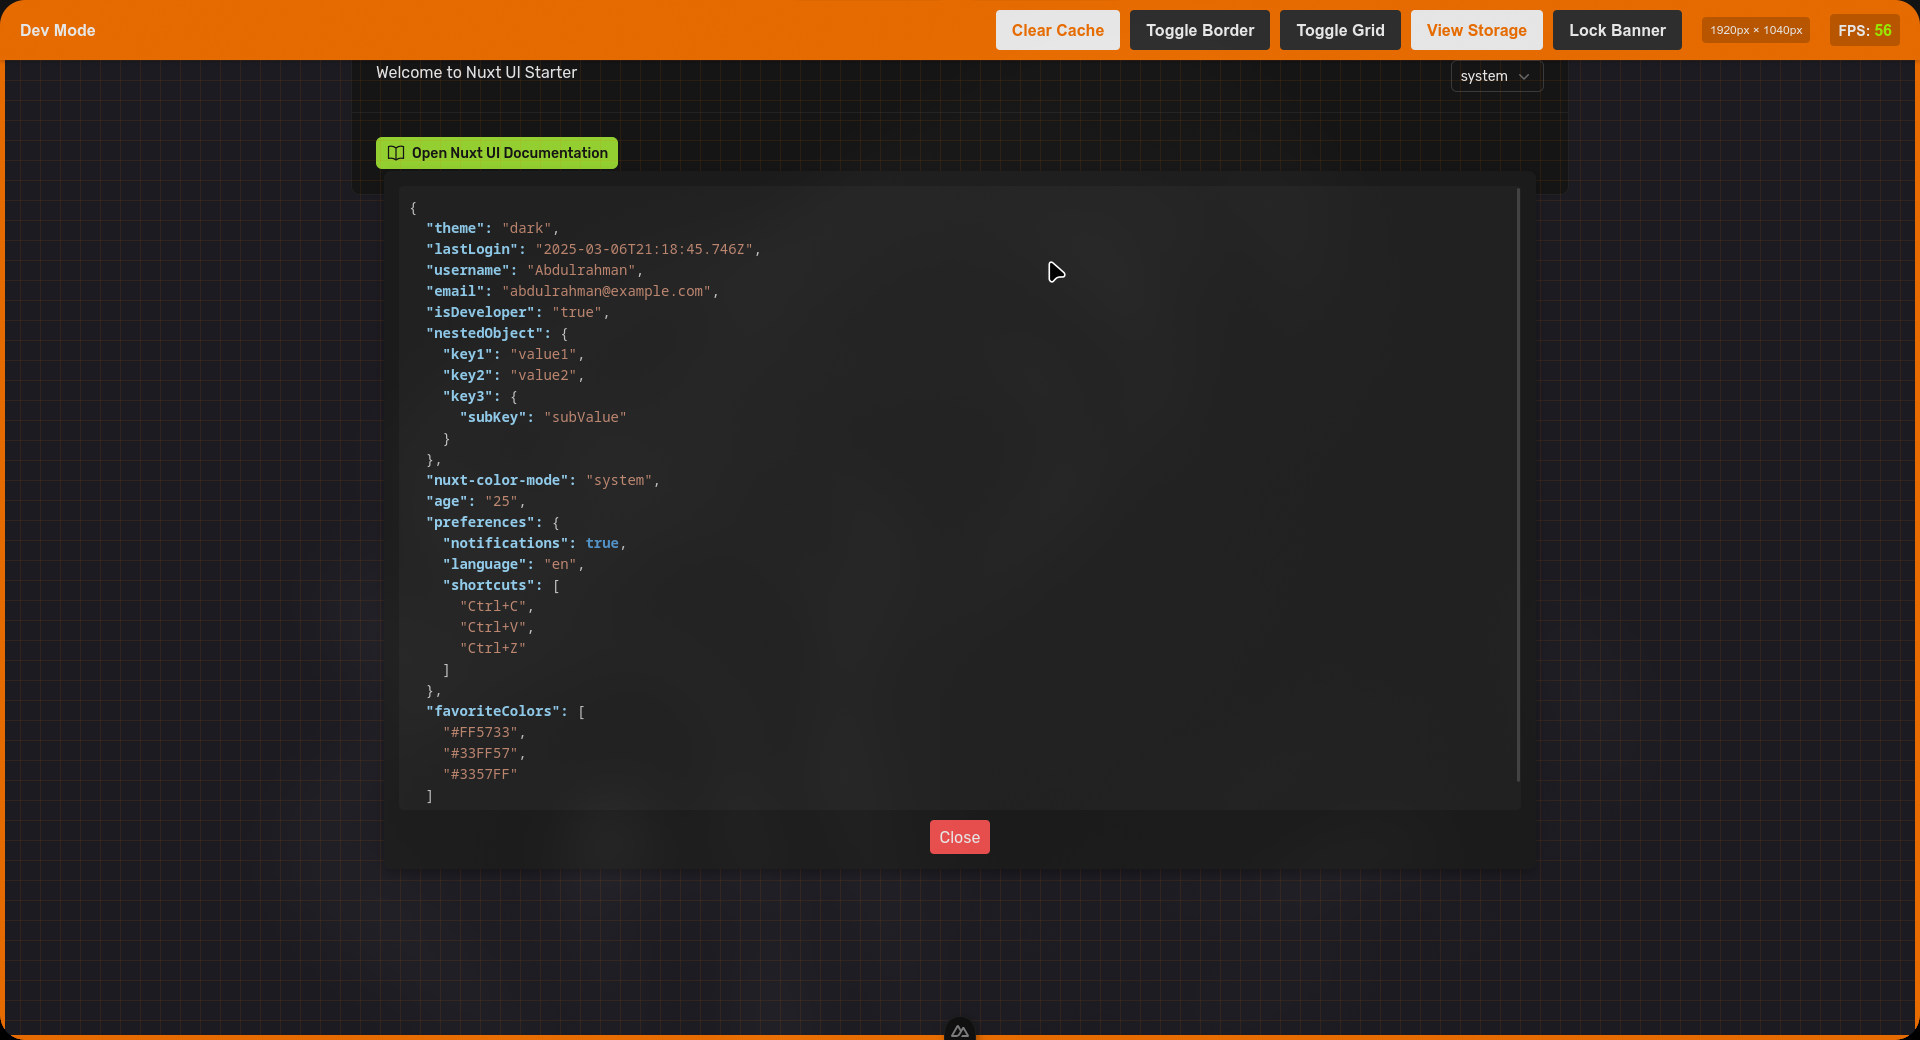 Dev Mode
Clear Cache
Toggle Border
Toggle Grid
View Storage
Lock Banner
1920px × 1040px
FPS: 56
Welcome to Nuxt UI Starter
system
Open Nuxt UI Documentation
{
  "theme": "dark",
  "lastLogin": "2025-03-06T21:18:45.746Z",
  "username": "Abdulrahman",
  "email": "abdulrahman@example.com",
  "isDeveloper": "true",
  "nestedObject": {
    "key1": "value1",
    "key2": "value2",
    "key3": {
      "subKey": "subValue"
    }
  },
  "nuxt-color-mode": "system",
  "age": "25",
  "preferences": {
    "notifications": true,
    "language": "en",
    "shortcuts": [
      "Ctrl+C",
      "Ctrl+V",
      "Ctrl+Z"
    ]
  },
  "favoriteColors": [
    "#FF5733",
    "#33FF57",
    "#3357FF"
  ]
Close